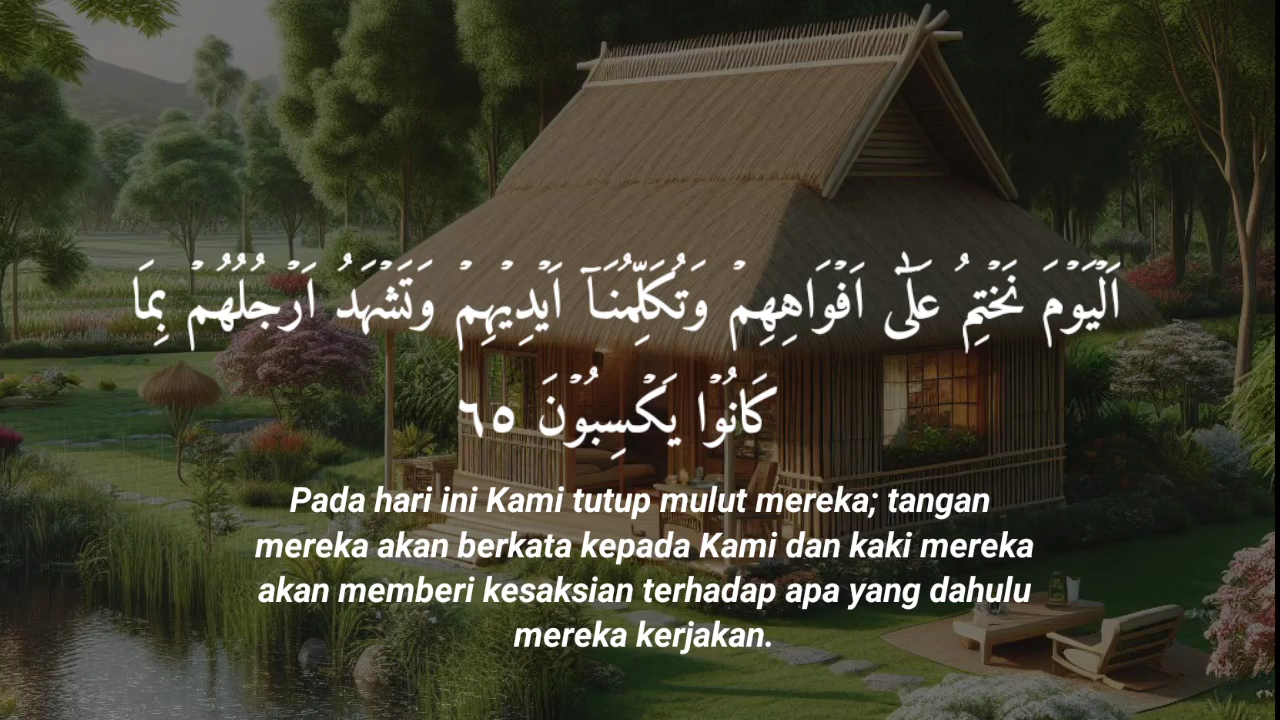 اَلْيَوْمَ نَخْتِمُ عَلٰٓى اَفْوَاهِهِمْ وَتُكَلِّمُنَآ اَيْدِيْهِمْ وَتَشْهَدُ اَرْجُلُهُمْ بِمَا
كَانُوْا يَكْسِبُوْنَ ٦٥
Pada hari ini Kami tutup mulut mereka; tangan
mereka akan berkata kepada Kami dan kaki mereka
akan memberi kesaksian terhadap apa yang dahulu
mereka kerjakan.